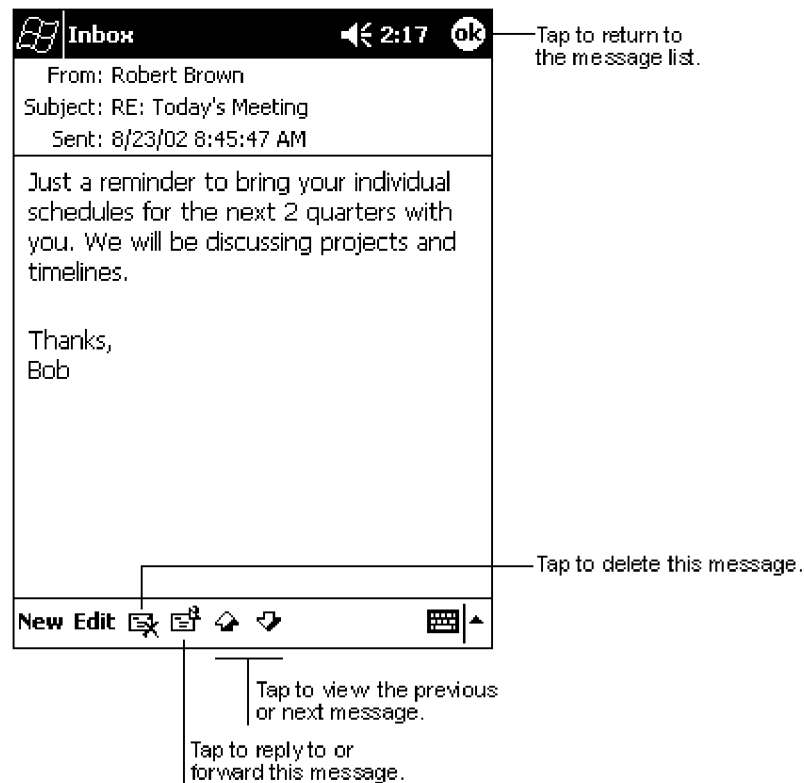 Inbox 2:17 ok
Tap to return to
the message list.
From: Robert Brown
Subject: RE: Today's Meeting
Sent: 8/23/02 8:45:47 AM
Just a reminder to bring your individual
schedules for the next 2 quarters with
you. We will be discussing projects and
timelines.
Thanks,
Bob
Tap to delete this message.
New Edit
Tap to view the previous
or next message.
Tap to reply to or
forward this message.